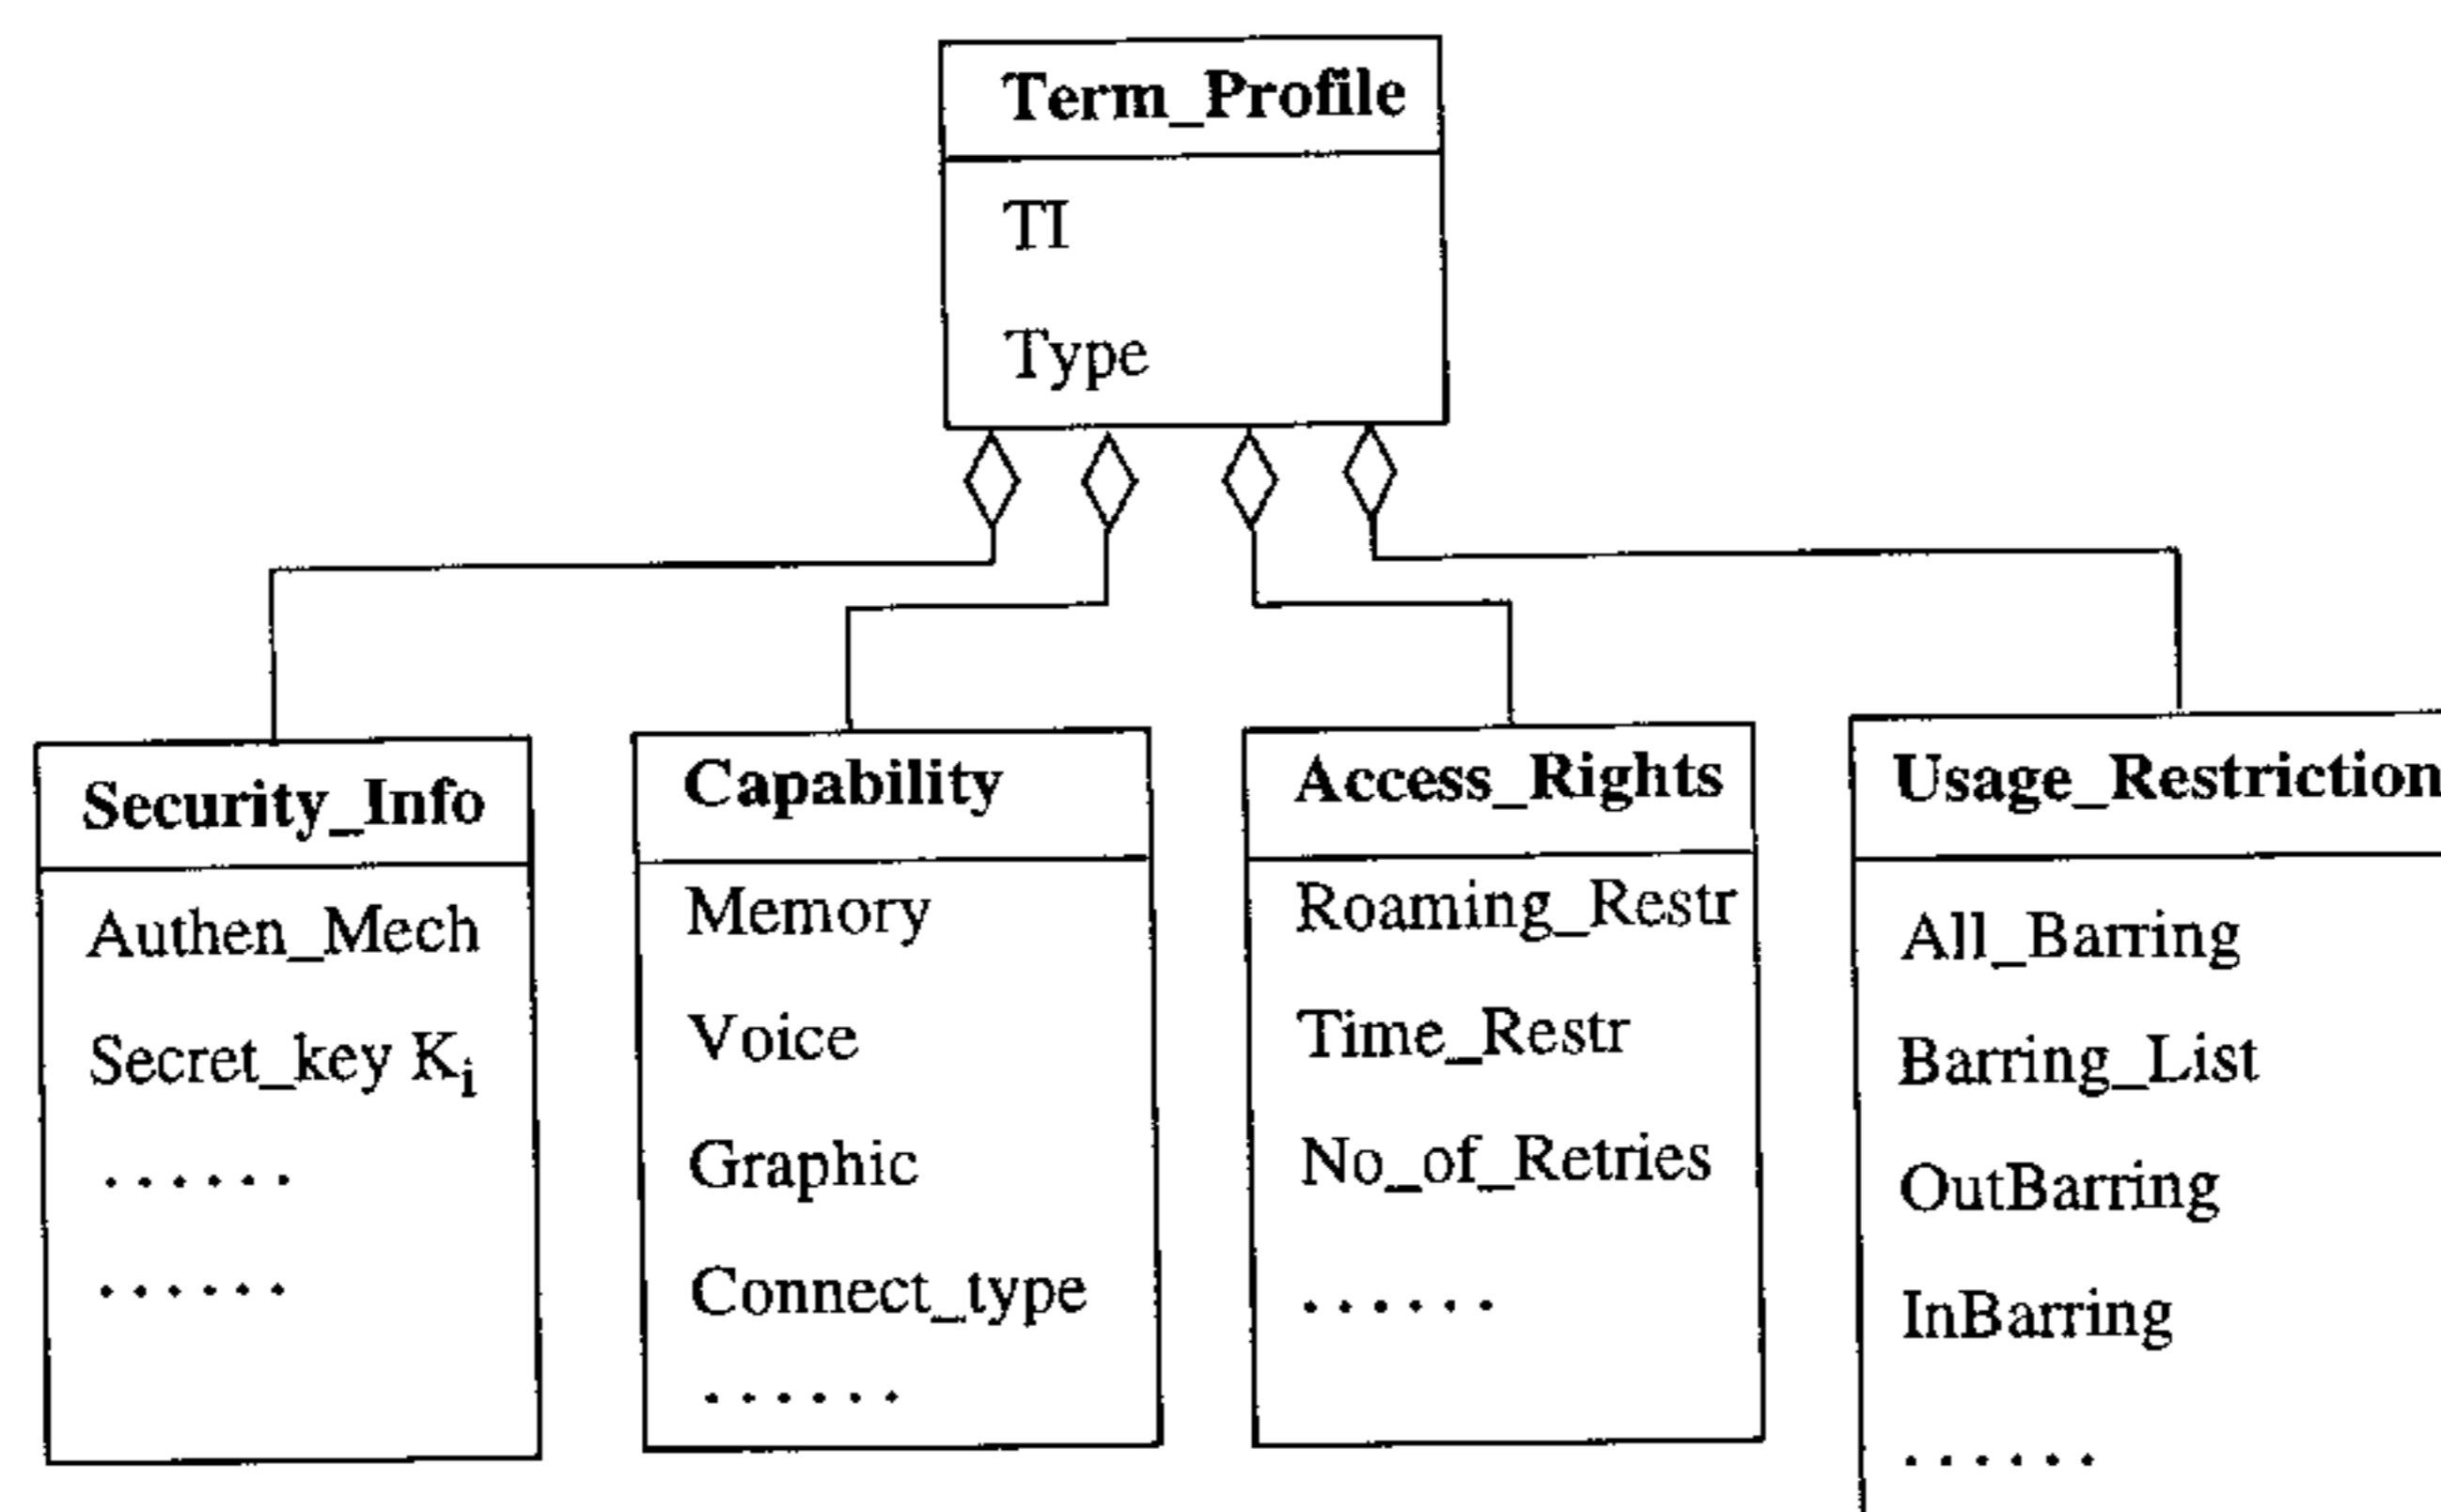 Term_Profile
TI
Type
Security_Info
Authen_Mech
Secret_key Ki
......
......
Capability
Memory
Voice
Graphic
Connect_type
......
Access_Rights
Roaming_Restr
Time_Restr
No_of_Retries
......
Usage_Restriction
All_Barring
Barring_List
OutBarring
InBarring
......